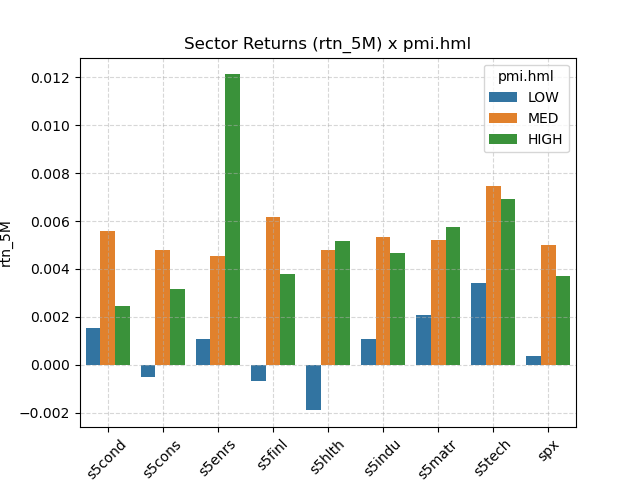 Sector Returns (rtn_5M) x pmi.hml
pmi.hml
LOW
MED
HIGH
rtn_5M
0.012
0.010
0.008
0.006
0.004
0.002
0.000
−0.002
s5cond
s5cons
s5enrs
s5finl
s5hlth
s5indu
s5matr
s5tech
spx